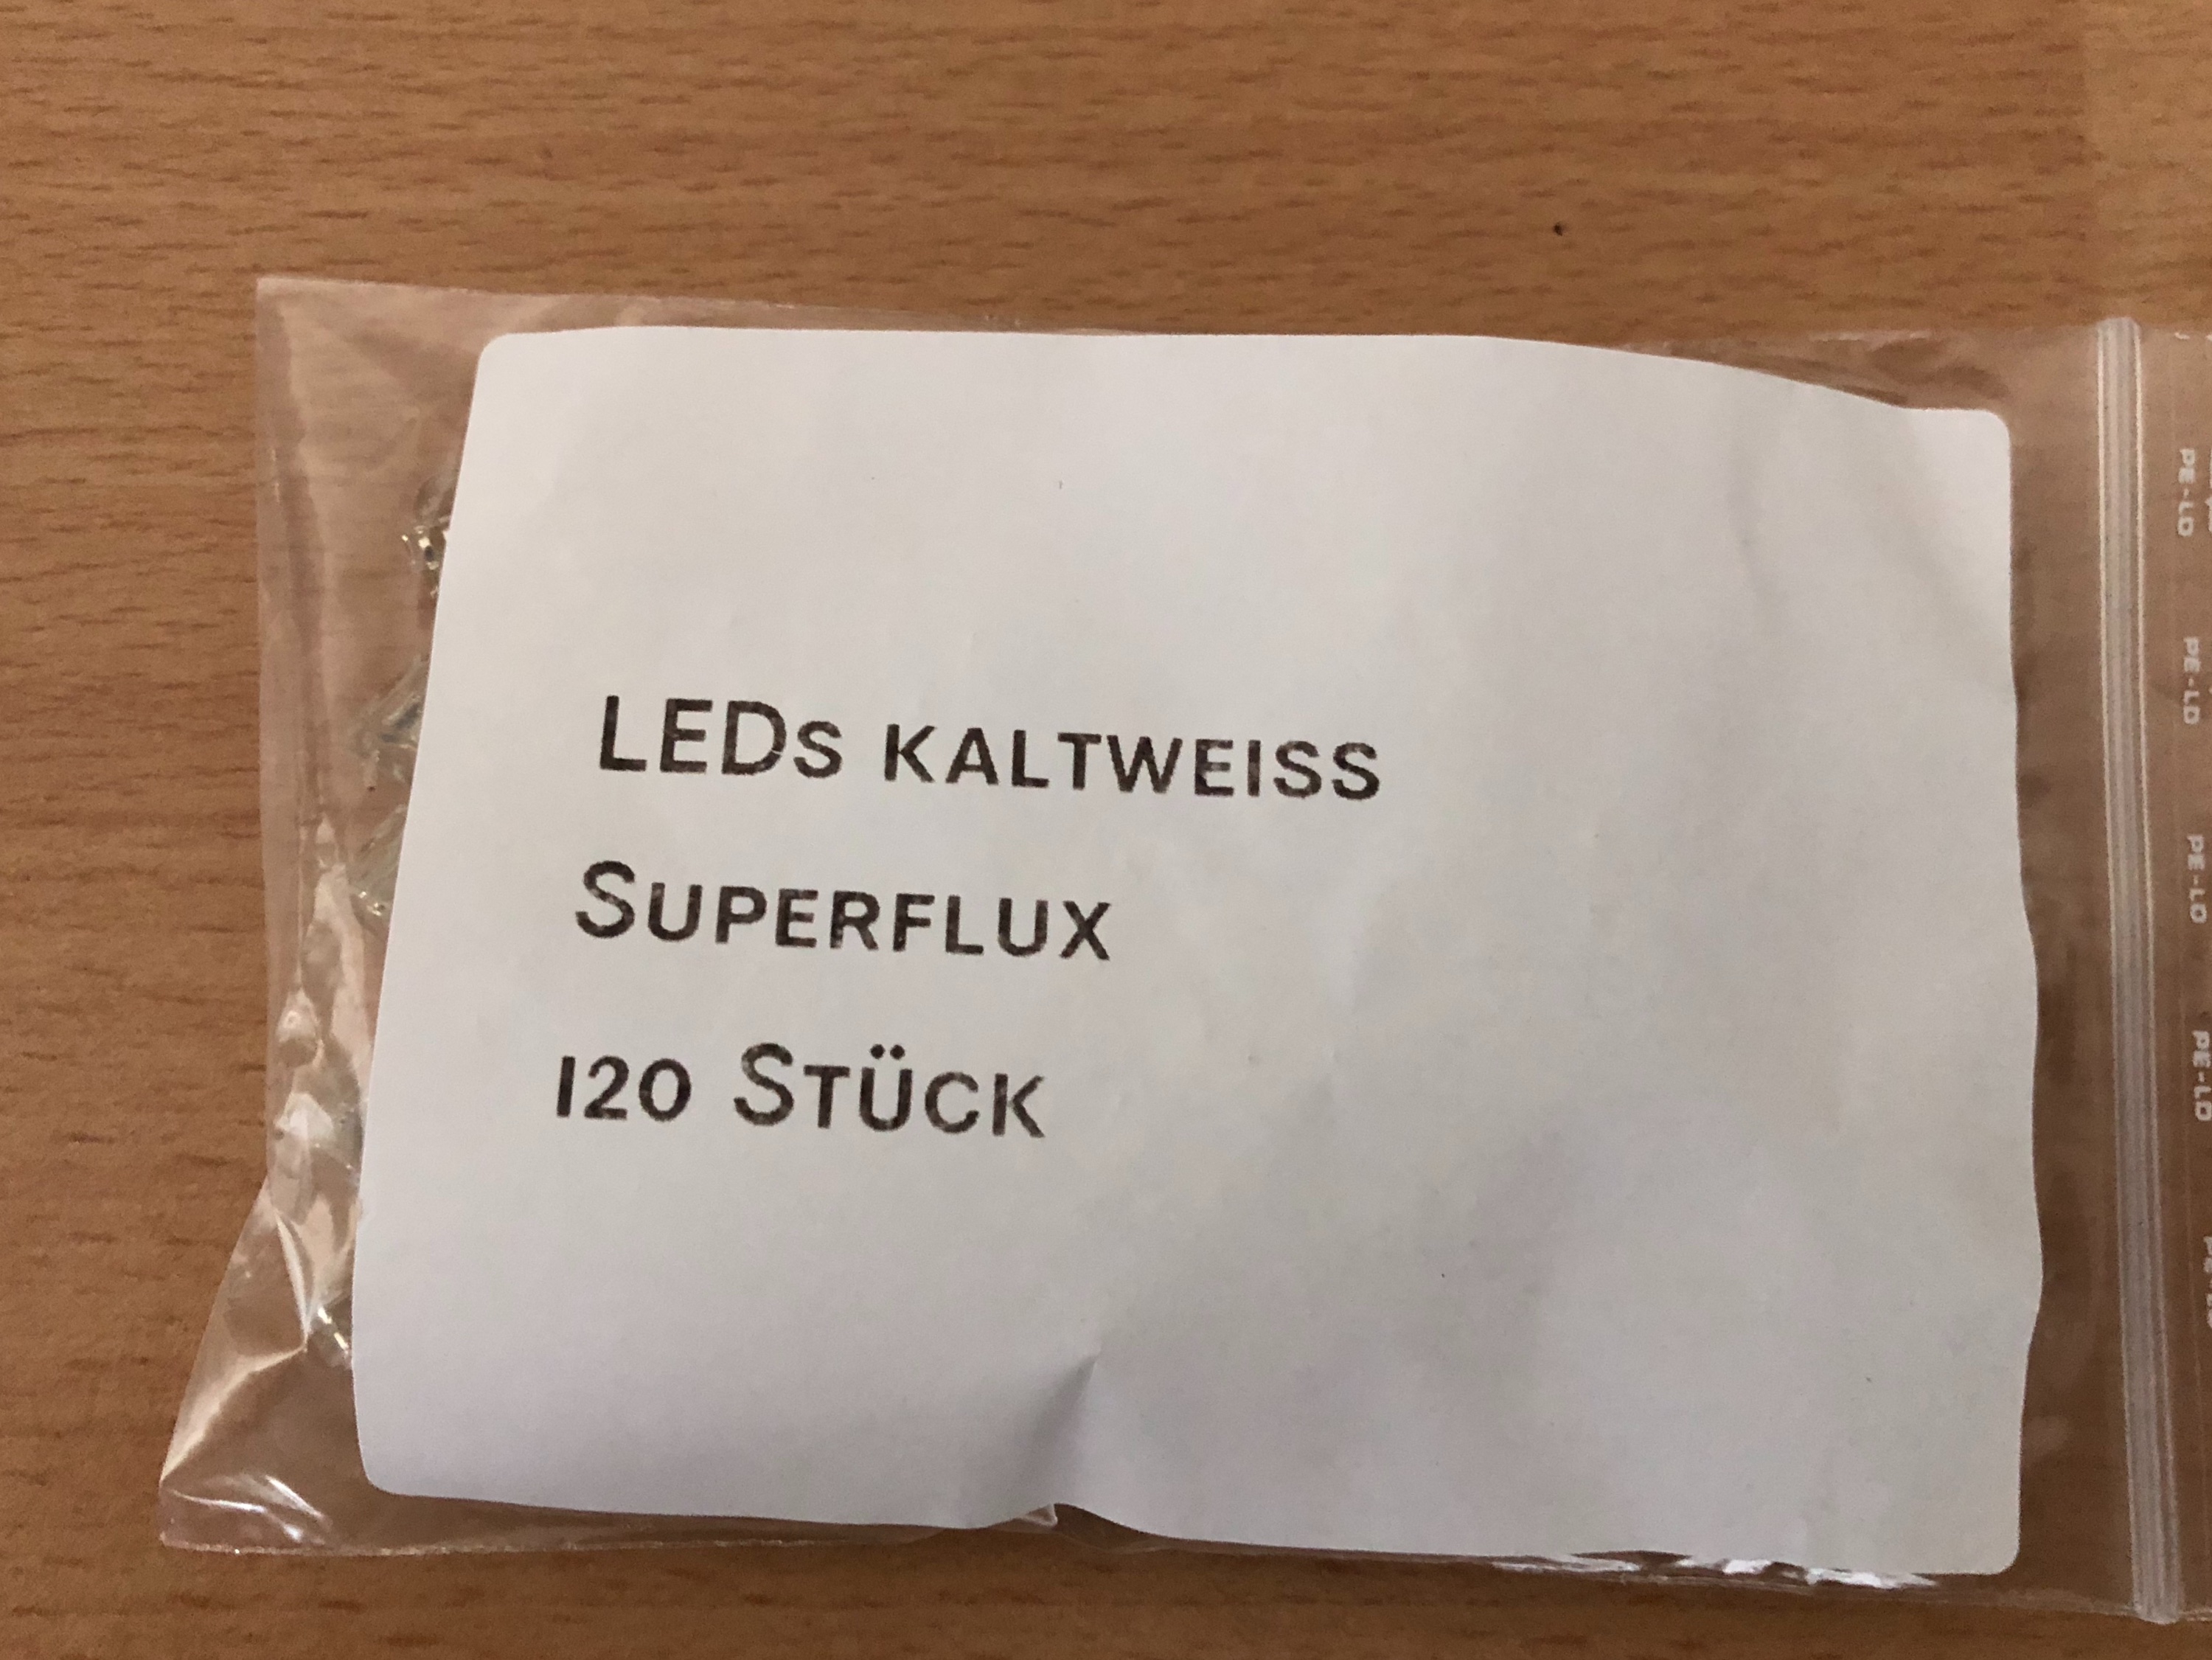 LEDs KALTWEISS
SUPERFLUX
120 STÜCK
PE-LD
PE-LD
PE-LD
PE-LD